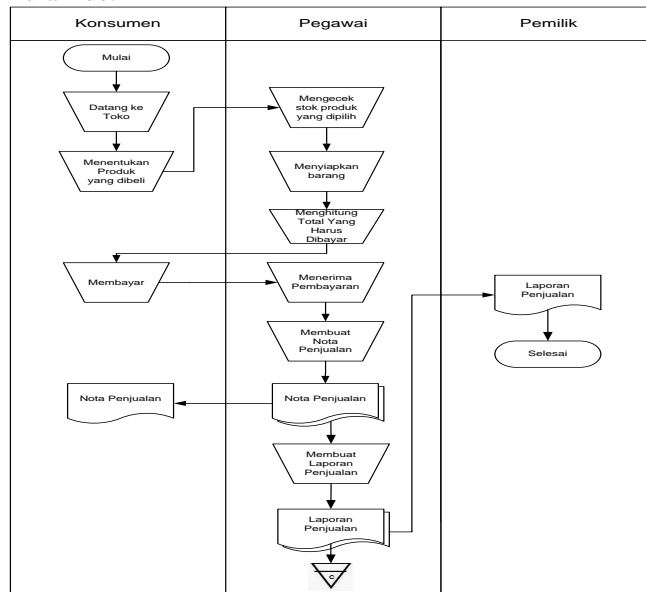 Konsumen
Pegawai
Pemilik
Mulai
Datang ke
Toko
Menentukan
Produk
yang dibeli
Mengecek
stok produk
yang dipilih
Menyiapkan
barang
Menghitung
Total Yang
Harus
Dibayar
Membayar
Menerima
Pembayaran
Membuat
Nota
Penjualan
Nota Penjualan
Nota Penjualan
Membuat
Laporan
Penjualan
Laporan
Penjualan
C
Laporan
Penjualan
Selesai